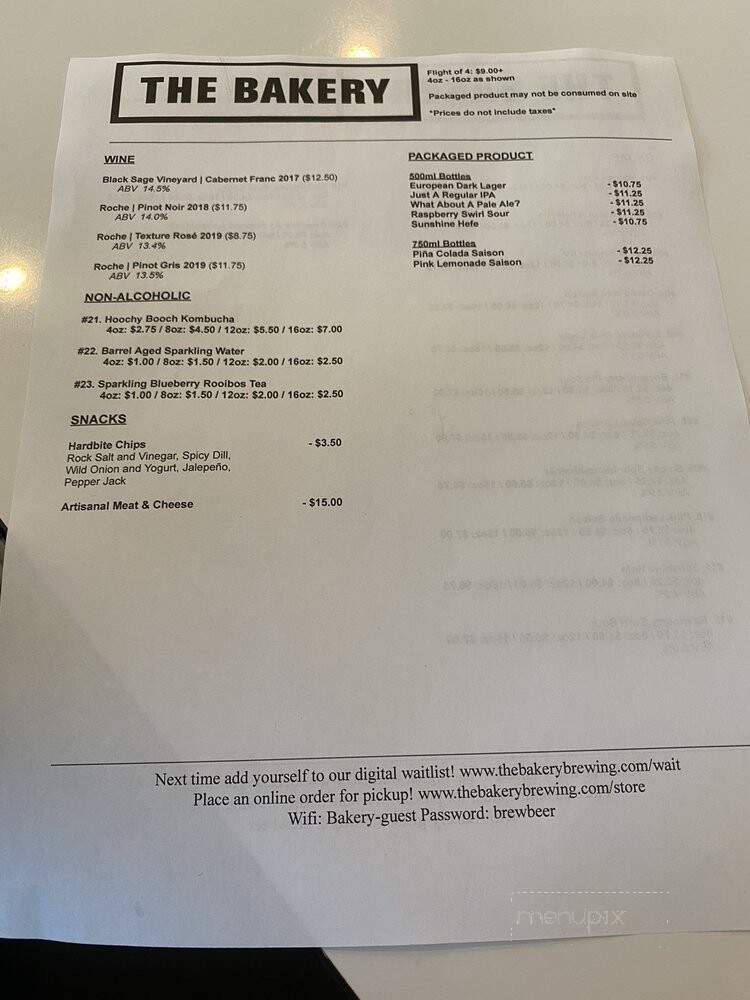 THE BAKERY
Flight of 4: $9.00+
4oz - 16oz as shown
Packaged product may not be consumed on site
*Prices do not include taxes*
WINE
Black Sage Vineyard | Cabernet Franc 2017 ($12.50)
ABV 14.5%
Roche | Pinot Noir 2018 ($11.75)
ABV 14.0%
Roche | Texture Rosé 2019 ($8.75)
ABV 13.4%
Roche | Pinot Gris 2019 ($11.75)
ABV 13.5%
NON-ALCOHOLIC
#21. Hoochy Booch Kombucha
4oz: $2.75 / 8oz: $4.50 / 12oz: $5.50 / 16oz: $7.00
#22. Barrel Aged Sparkling Water
4oz: $1.00 / 8oz: $1.50 / 12oz: $2.00 / 16oz: $2.50
#23. Sparkling Blueberry Rooibos Tea
4oz: $1.00 / 8oz: $1.50 / 12oz: $2.00 / 16oz: $2.50
SNACKS
Hardbite Chips - $3.50
Rock Salt and Vinegar, Spicy Dill,
Wild Onion and Yogurt, Jalepeño,
Pepper Jack
Artisanal Meat & Cheese - $15.00
PACKAGED PRODUCT
500ml Bottles
European Dark Lager - $10.75
Just A Regular IPA - $11.25
What About A Pale Ale? - $11.25
Raspberry Swirl Sour - $11.25
Sunshine Hefe - $10.75
750ml Bottles
Piña Colada Saison - $12.25
Pink Lemonade Saison - $12.25
Next time add yourself to our digital waitlist! www.thebakerybrewing.com/wait
Place an online order for pickup! www.thebakerybrewing.com/store
Wifi: Bakery-guest Password: brewbeer
menupix